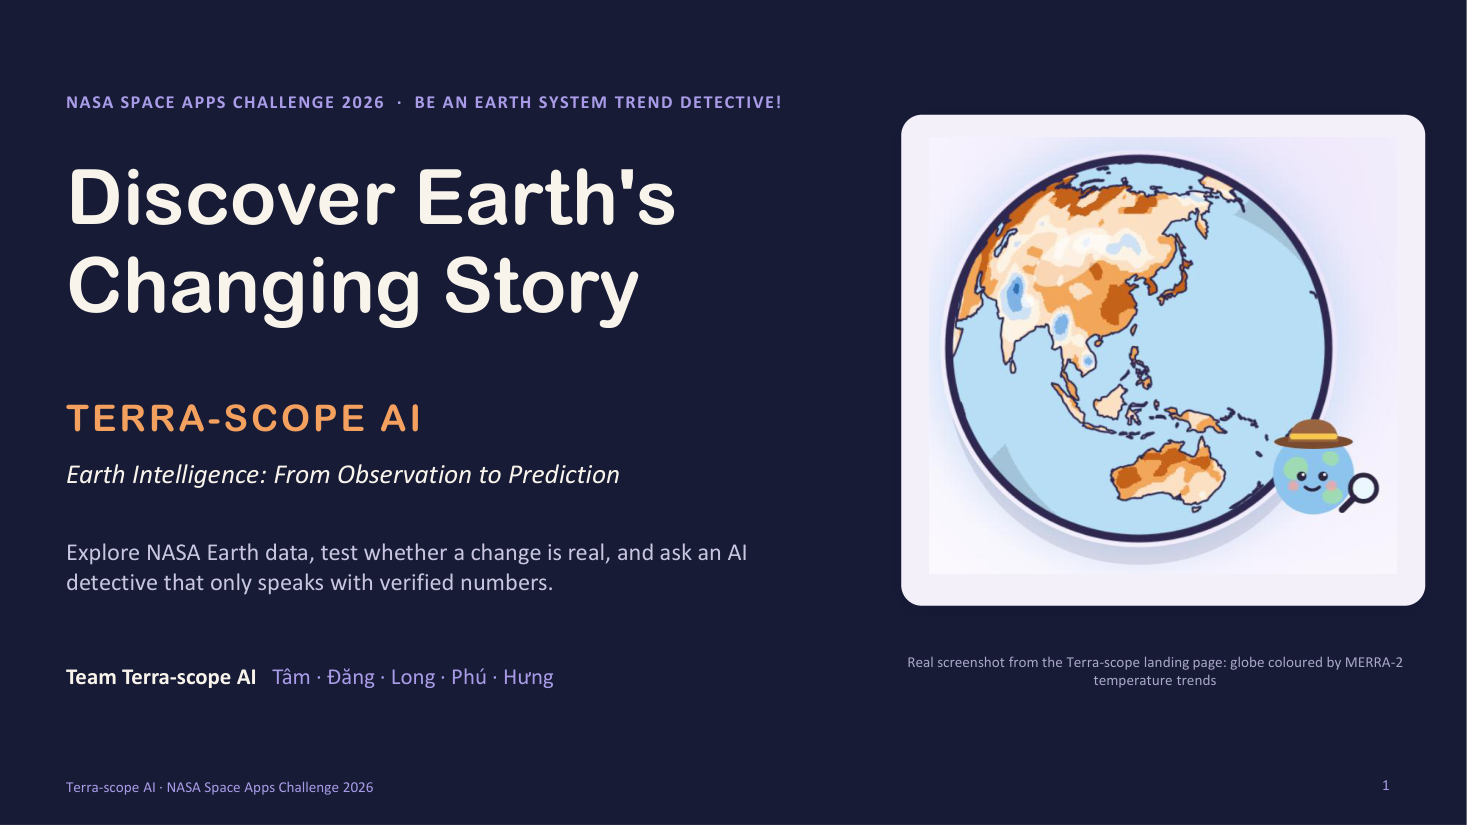 NASA SPACE APPS CHALLENGE 2026 · BE AN EARTH SYSTEM TREND DETECTIVE!
Discover Earth's
Changing Story
TERRA-SCOPE AI
Earth Intelligence: From Observation to Prediction
Explore NASA Earth data, test whether a change is real, and ask an AI
detective that only speaks with verified numbers.
Team Terra-scope AI Tâm · Đăng · Long · Phú · Hưng
Real screenshot from the Terra-scope landing page: globe coloured by MERRA-2
temperature trends
Terra-scope AI · NASA Space Apps Challenge 2026
1